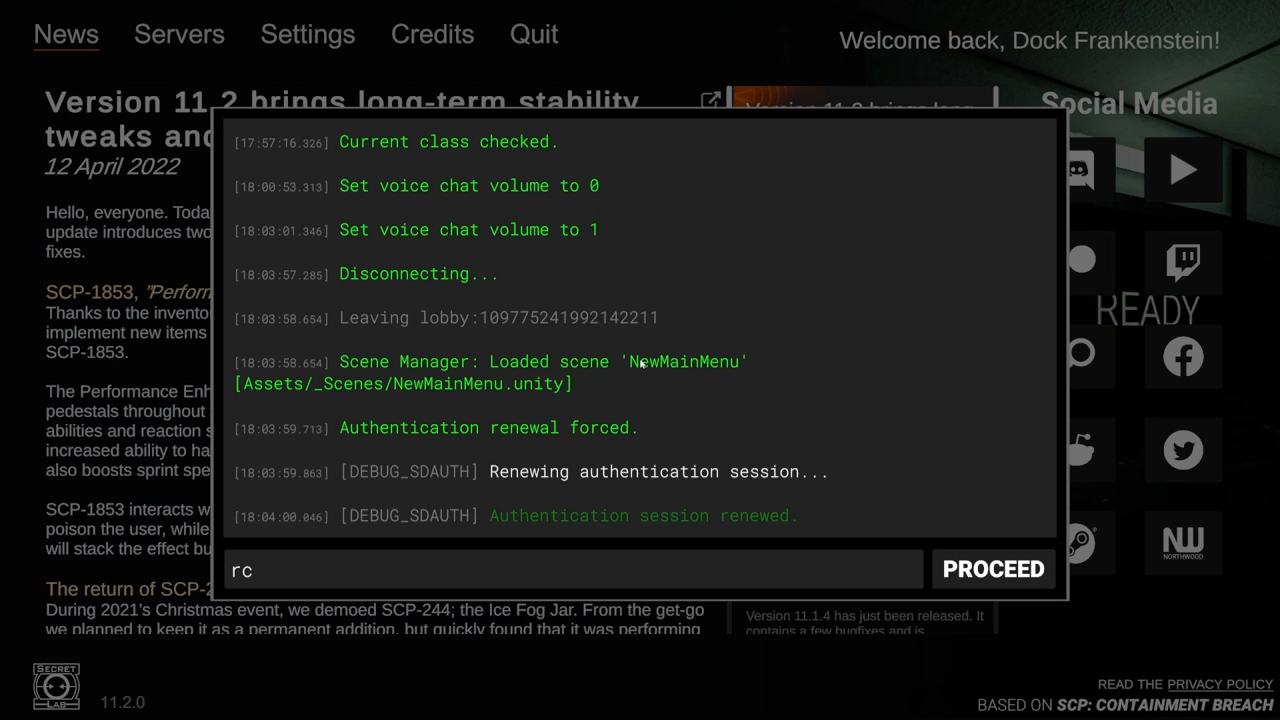 News Servers Settings Credits Quit
Welcome back, Dock Frankenstein!
Version 11.2 brings long-term stability
tweaks and
12 April 2022
Hello, everyone. Toda
update introduces two
fixes.
SCP-1853, "Perforn
Thanks to the invento
implement new items
SCP-1853.
The Performance Enh
pedestals throughout
abilities and reaction s
increased ability to ha
also boosts sprint spe
SCP-1853 interacts w
poison the user, while
will stack the effect bu
The return of SCP-2
During 2021's Christmas event, we demoed SCP-244; the Ice Fog Jar. From the get-go
we planned to keep it as a permanent addition, but quickly found that it was performing
[17:57:16.326] Current class checked.
[18:00:53.313] Set voice chat volume to 0
[18:03:01.346] Set voice chat volume to 1
[18:03:57.285] Disconnecting...
[18:03:58.654] Leaving lobby:109775241992142211
[18:03:58.654] Scene Manager: Loaded scene 'NewMainMenu'
[Assets/_Scenes/NewMainMenu.unity]
[18:03:59.713] Authentication renewal forced.
[18:03:59.863] [DEBUG_SDAUTH] Renewing authentication session...
[18:04:00.046] [DEBUG_SDAUTH] Authentication session renewed.
rc
PROCEED
Version 11.2 brings long-
Version 11.1.4 has just been released. It
contains a few bugfixes and is
Social Media
READY
NW
NORTHWOOD
SECRET
LAB
11.2.0
READ THE PRIVACY POLICY
BASED ON SCP: CONTAINMENT BREACH